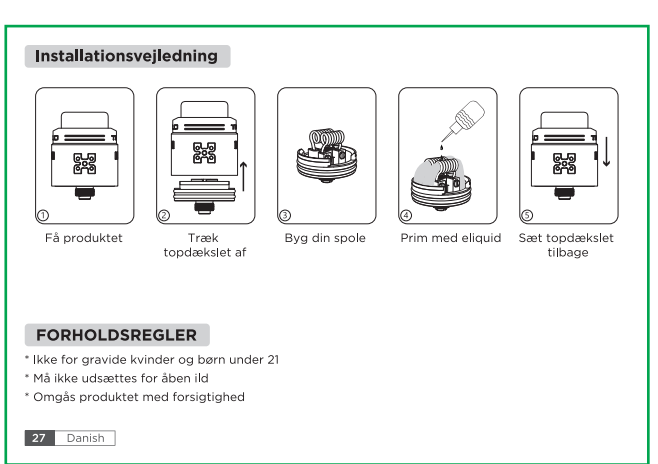 Installationsvejledning
1
2
3
4
5
Få produktet
Træk
topdækslet af
Byg din spole
Prim med eliquid
Sæt topdækslet
tilbage
FORHOLDSREGLER
* Ikke for gravide kvinder og børn under 21
* Må ikke udsættes for åben ild
* Omgås produktet med forsigtighed
27 Danish